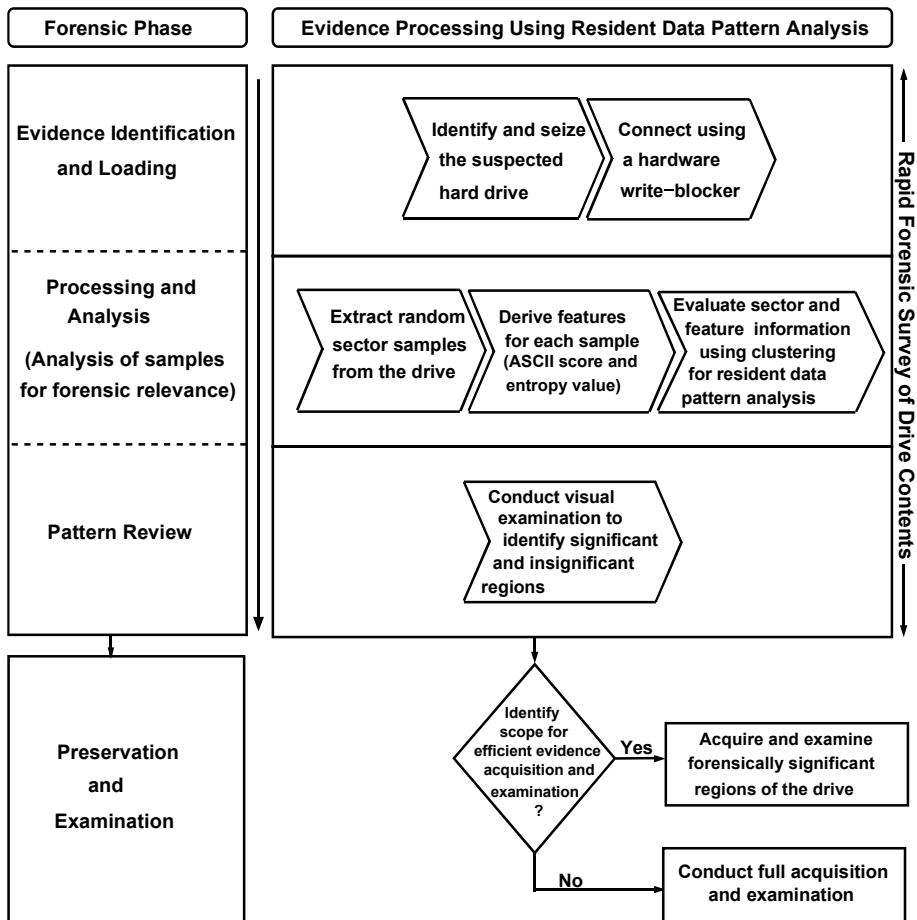 Forensic Phase
Evidence Processing Using Resident Data Pattern Analysis
Evidence Identification
and Loading
Identify and seize
the suspected
hard drive
Connect using
a hardware
write-blocker
Processing and
Analysis
(Analysis of samples
for forensic relevance)
Extract random
sector samples
from the drive
Derive features
for each sample
(ASCII score and
entropy value)
Evaluate sector and
feature information
using clustering
for resident data
pattern analysis
Pattern Review
Conduct visual
examination to
identify significant
and insignificant
regions
Rapid Forensic Survey of Drive Contents
Preservation
and
Examination
Identify
scope for
efficient evidence
acquisition and
examination
?
Yes
Acquire and examine
forensically significant
regions of the drive
No
Conduct full acquisition
and examination